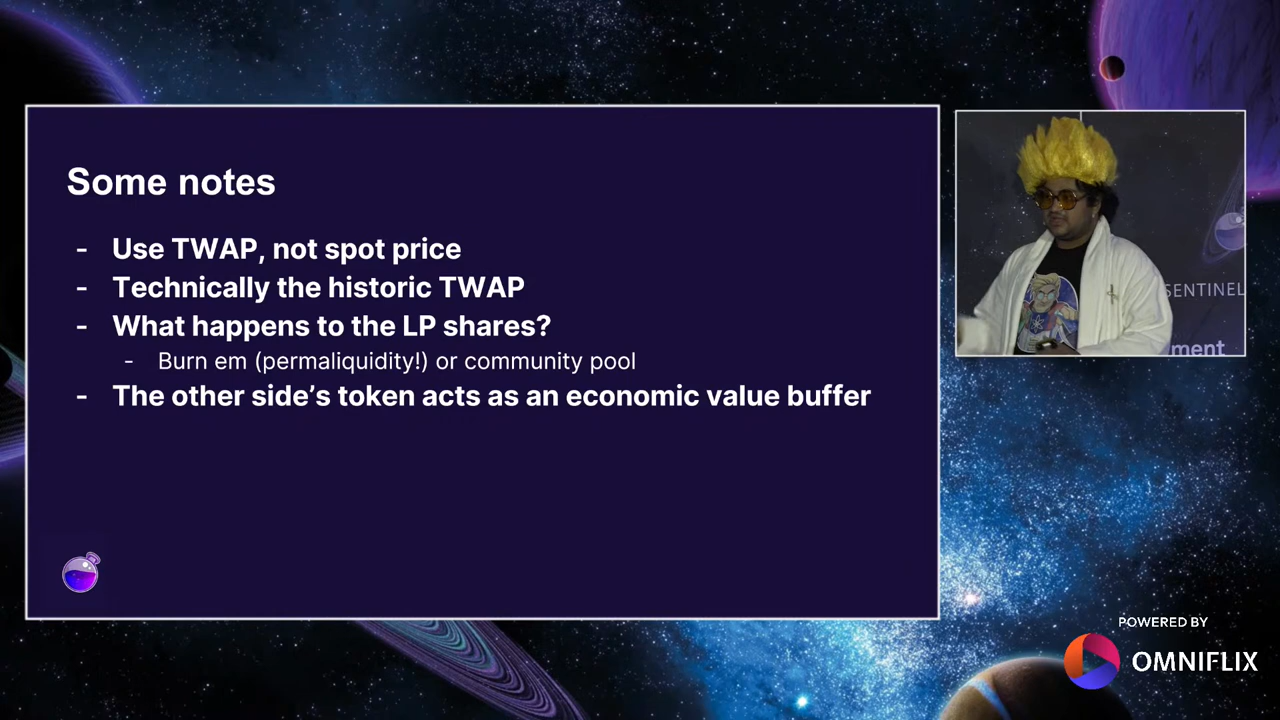 Some notes
- Use TWAP, not spot price
- Technically the historic TWAP
- What happens to the LP shares?
- Burn em (permaliquidity!) or community pool
- The other side’s token acts as an economic value buffer
SENTINEL
ment
POWERED BY
OMNIFLIX